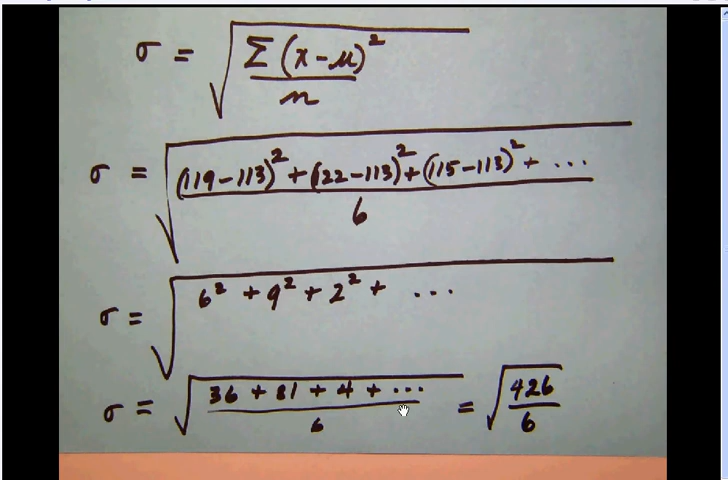 σ = √ Σ (x - μ)² / n
σ = √ (119 - 113)² + (122 - 113)² + (115 - 113)² + ... / 6
σ = √ 6² + 9² + 2² + ...
σ = √ 36 + 81 + 4 + ... / 6 = √ 426 / 6